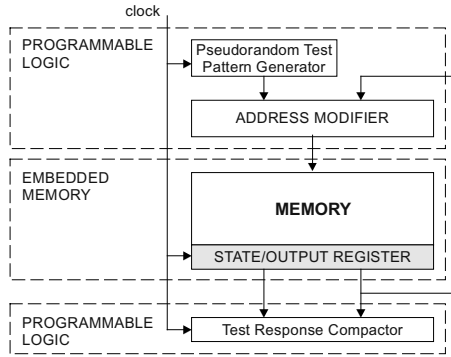 clock
PROGRAMMABLE
LOGIC
Pseudorandom Test
Pattern Generator
ADDRESS MODIFIER
EMBEDDED
MEMORY
MEMORY
STATE/OUTPUT REGISTER
PROGRAMMABLE
LOGIC
Test Response Compactor